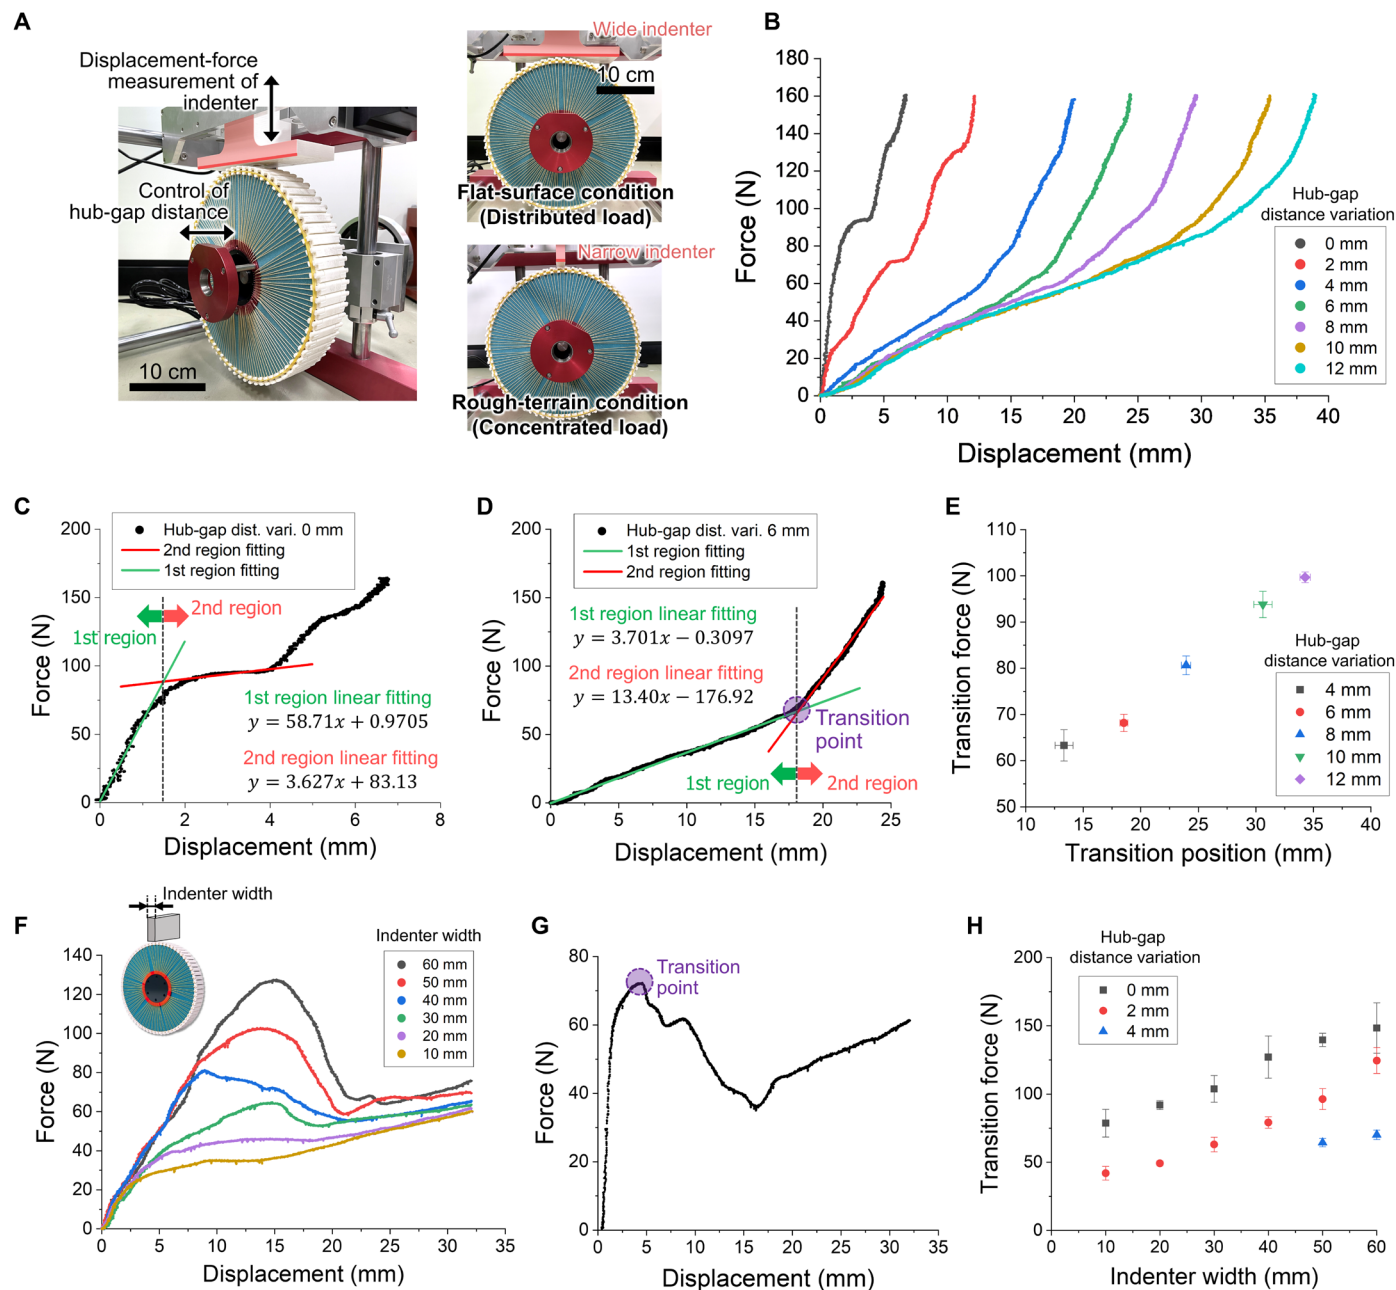 A
Displacement-force
measurement of
indenter
Control of
hub-gap distance
10 cm
Wide indenter
10 cm
Flat-surface condition
(Distributed load)
Narrow indenter
Rough-terrain condition
(Concentrated load)
B
Force (N)
180
160
140
120
100
80
60
40
20
0
0 5 10 15 20 25 30 35 40
Displacement (mm)
Hub-gap
distance variation
0 mm
2 mm
4 mm
6 mm
8 mm
10 mm
12 mm
C
Force (N)
200
150
100
50
0
0 2 4 6 8
Displacement (mm)
Hub-gap dist. vari. 0 mm
2nd region fitting
1st region fitting
2nd region
1st region
1st region linear fitting
y = 58.71x + 0.9705
2nd region linear fitting
y = 3.627x + 83.13
D
Force (N)
200
150
100
50
0
0 5 10 15 20 25
Displacement (mm)
Hub-gap dist. vari. 6 mm
1st region fitting
2nd region fitting
1st region linear fitting
y = 3.701x − 0.3097
2nd region linear fitting
y = 13.40x − 176.92
Transition
point
1st region
2nd region
E
Transition force (N)
110
100
90
80
70
60
50
10 15 20 25 30 35 40
Transition position (mm)
Hub-gap
distance variation
4 mm
6 mm
8 mm
10 mm
12 mm
F
Indenter width
Force (N)
140
120
100
80
60
40
20
0
0 5 10 15 20 25 30 35
Displacement (mm)
Indenter width
60 mm
50 mm
40 mm
30 mm
20 mm
10 mm
G
Force (N)
80
60
40
20
0
0 5 10 15 20 25 30 35
Displacement (mm)
Transition
point
H
Transition force (N)
200
150
100
50
0
0 10 20 30 40 50 60
Indenter width (mm)
Hub-gap
distance variation
0 mm
2 mm
4 mm